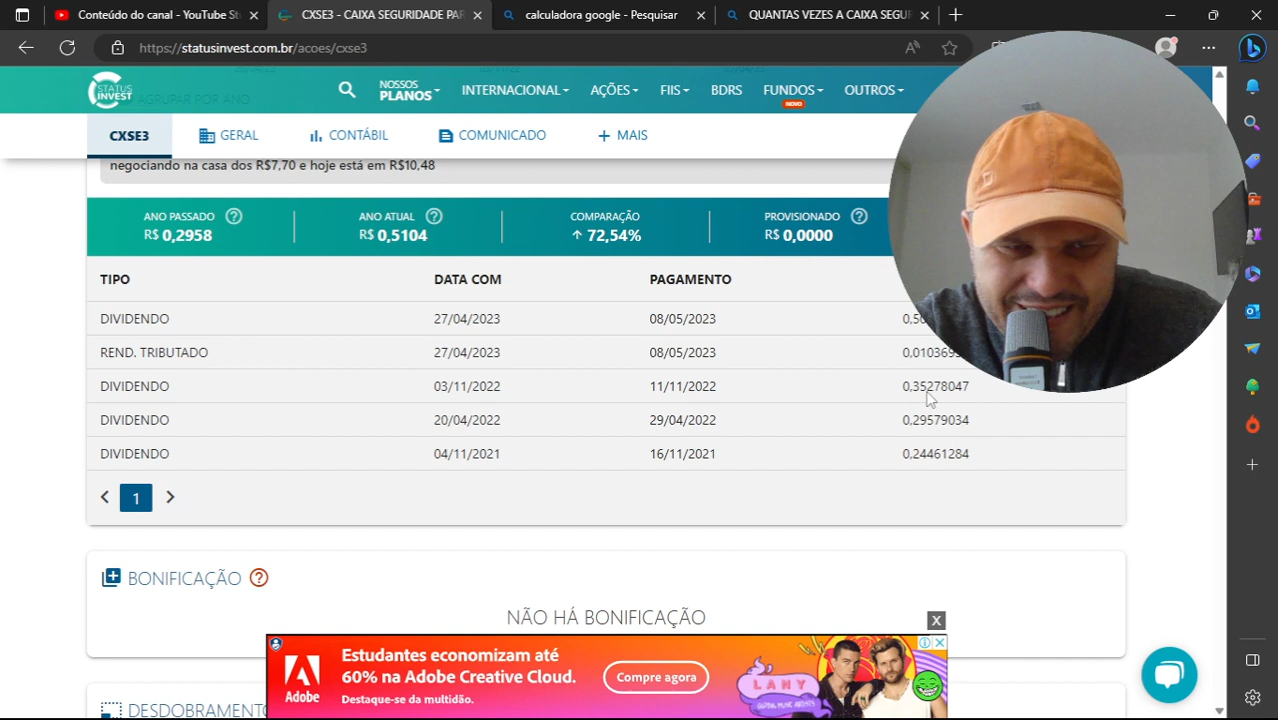 Conteúdo do canal - YouTube St
CXSE3 - CAIXA SEGURIDADE PAR
calculadora google - Pesquisar
QUANTAS VEZES A CAIXA SEGUR
https://statusinvest.com.br/acoes/cxse3
STATUS
INVEST
AGRUPAR POR ANO
NOSSOS
PLANOS
INTERNACIONAL
AÇÕES
FIIS
BDRS
FUNDOS
NOVO
OUTROS
CXSE3
GERAL
CONTÁBIL
COMUNICADO
+ MAIS
negociando na casa dos R$7,70 e hoje está em R$10,48
ANO PASSADO
R$ 0,2958
ANO ATUAL
R$ 0,5104
COMPARAÇÃO
↑ 72,54%
PROVISIONADO
R$ 0,0000
TIPO DATA COM PAGAMENTO
DIVIDENDO 27/04/2023 08/05/2023
REND. TRIBUTADO 27/04/2023 08/05/2023
DIVIDENDO 03/11/2022 11/11/2022 0,35278047
DIVIDENDO 20/04/2022 29/04/2022 0,29579034
DIVIDENDO 04/11/2021 16/11/2021 0,24461284
1
BONIFICAÇÃO
NÃO HÁ BONIFICAÇÃO
X
Estudantes economizam até
60% na Adobe Creative Cloud.
Destaque-se da multidão.
Adobe
Compre agora
LANY
DESDOBRAMENTO